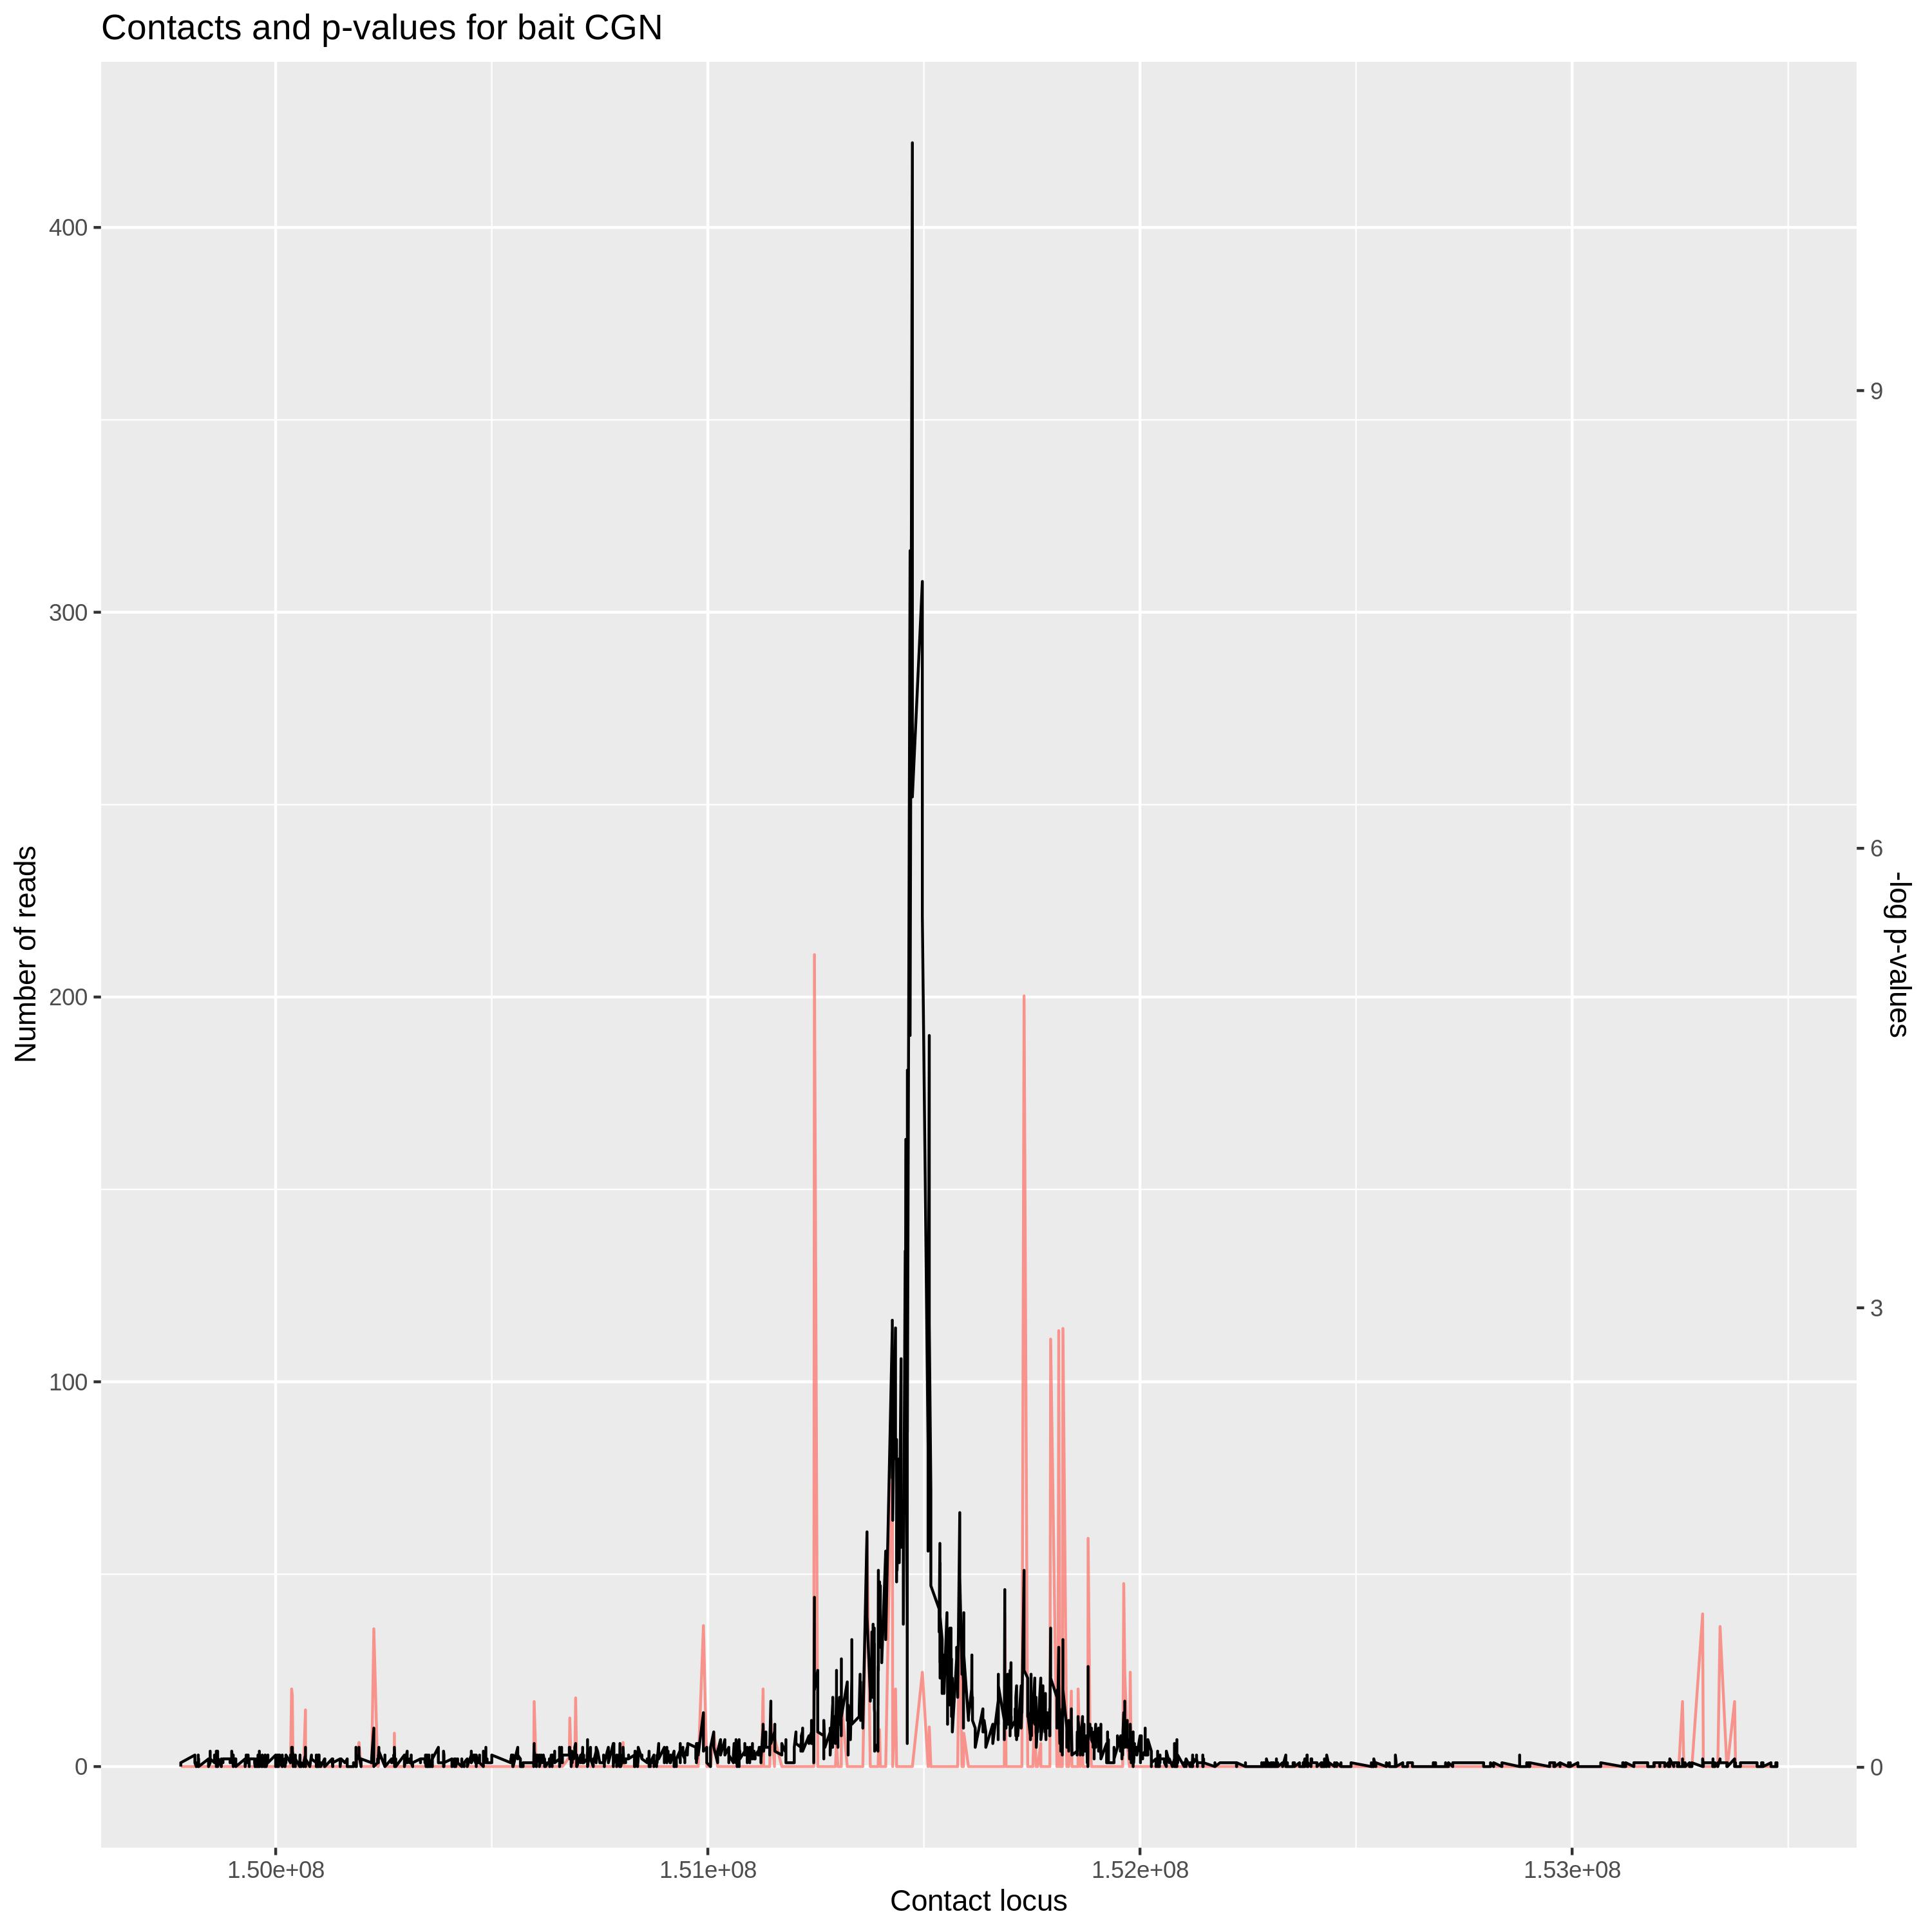 Contacts and p-values for bait CGN
400
300
200
100
0
Number of reads
9
6
3
0
-log p-values
1.50e+08
1.51e+08
1.52e+08
1.53e+08
Contact locus